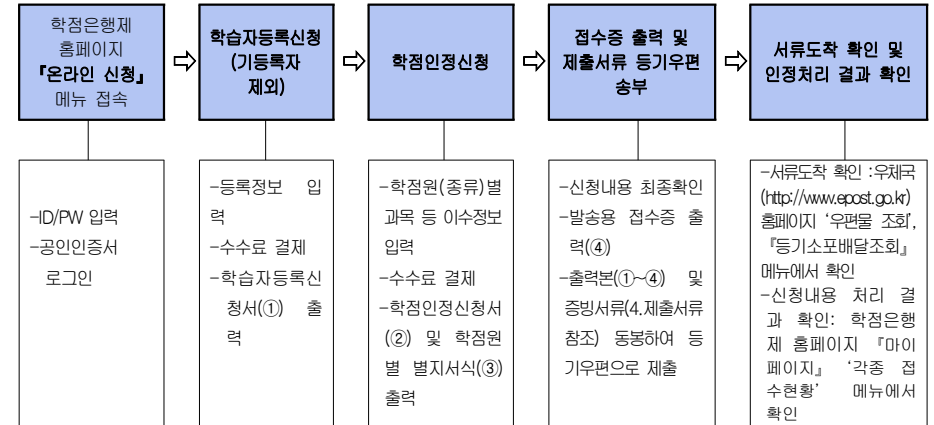 학점은행제
홈페이지
『온라인 신청』
메뉴 접속
학습자등록신청
(기등록자
제외)
학점인정신청
접수증 출력 및
제출서류 등기우편
송부
서류도착 확인 및
인정처리 결과 확인
-ID/PW 입력
-공인인증서
로그인
-등록정보 입
력
-수수료 결제
-학습자등록신
청서(①) 출
력
-학점원(종류)별
과목 등 이수정보
입력
-수수료 결제
-학점인정신청서
(②) 및 학점원
별 별지서식(③)
출력
-신청내용 최종확인
-발송용 접수증 출
력(④)
-출력본(①~④) 및
증빙서류(4.제출서류
참조) 동봉하여 등
기우편으로 제출
-서류도착 확인 :우체국
(http://www.epost.go.kr)
홈페이지 ‘우편물 조회’,
『등기소포배달조회』
메뉴에서 확인
-신청내용 처리 결
과 확인: 학점은행
제 홈페이지 『마이
페이지』 ‘각종 접
수현황’ 메뉴에서
확인